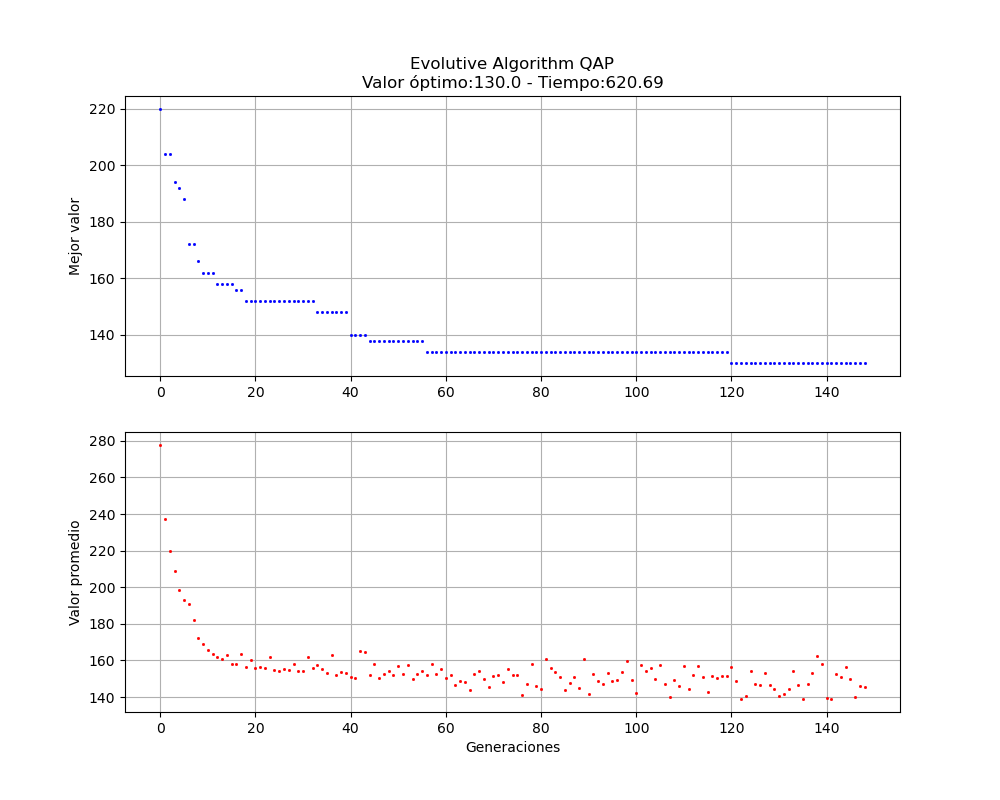 Evolutive Algorithm QAP
Valor óptimo:130.0 - Tiempo:620.69
Mejor valor
220
200
180
160
140
0 20 40 60 80 100 120 140
Valor promedio
280
260
240
220
200
180
160
140
0 20 40 60 80 100 120 140
Generaciones